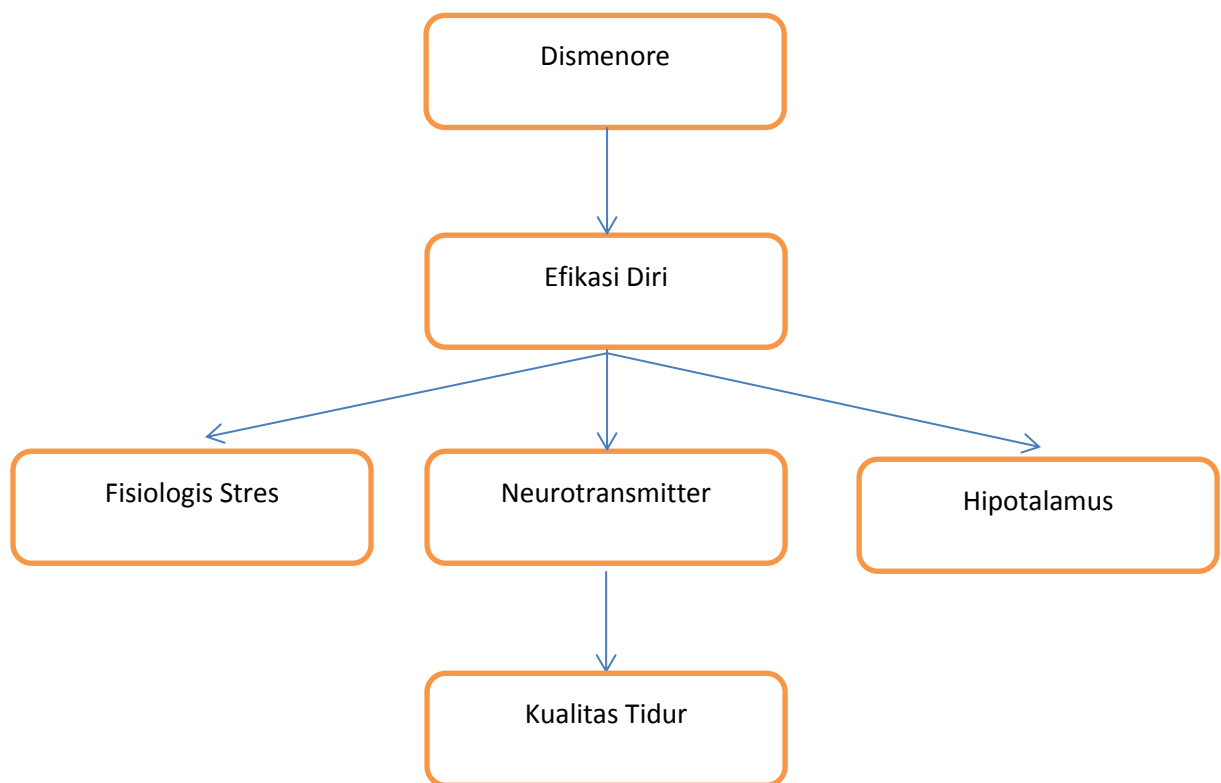 Dismenore
Efikasi Diri
Fisiologis Stres
Neurotransmitter
Hipotalamus
Kualitas Tidur